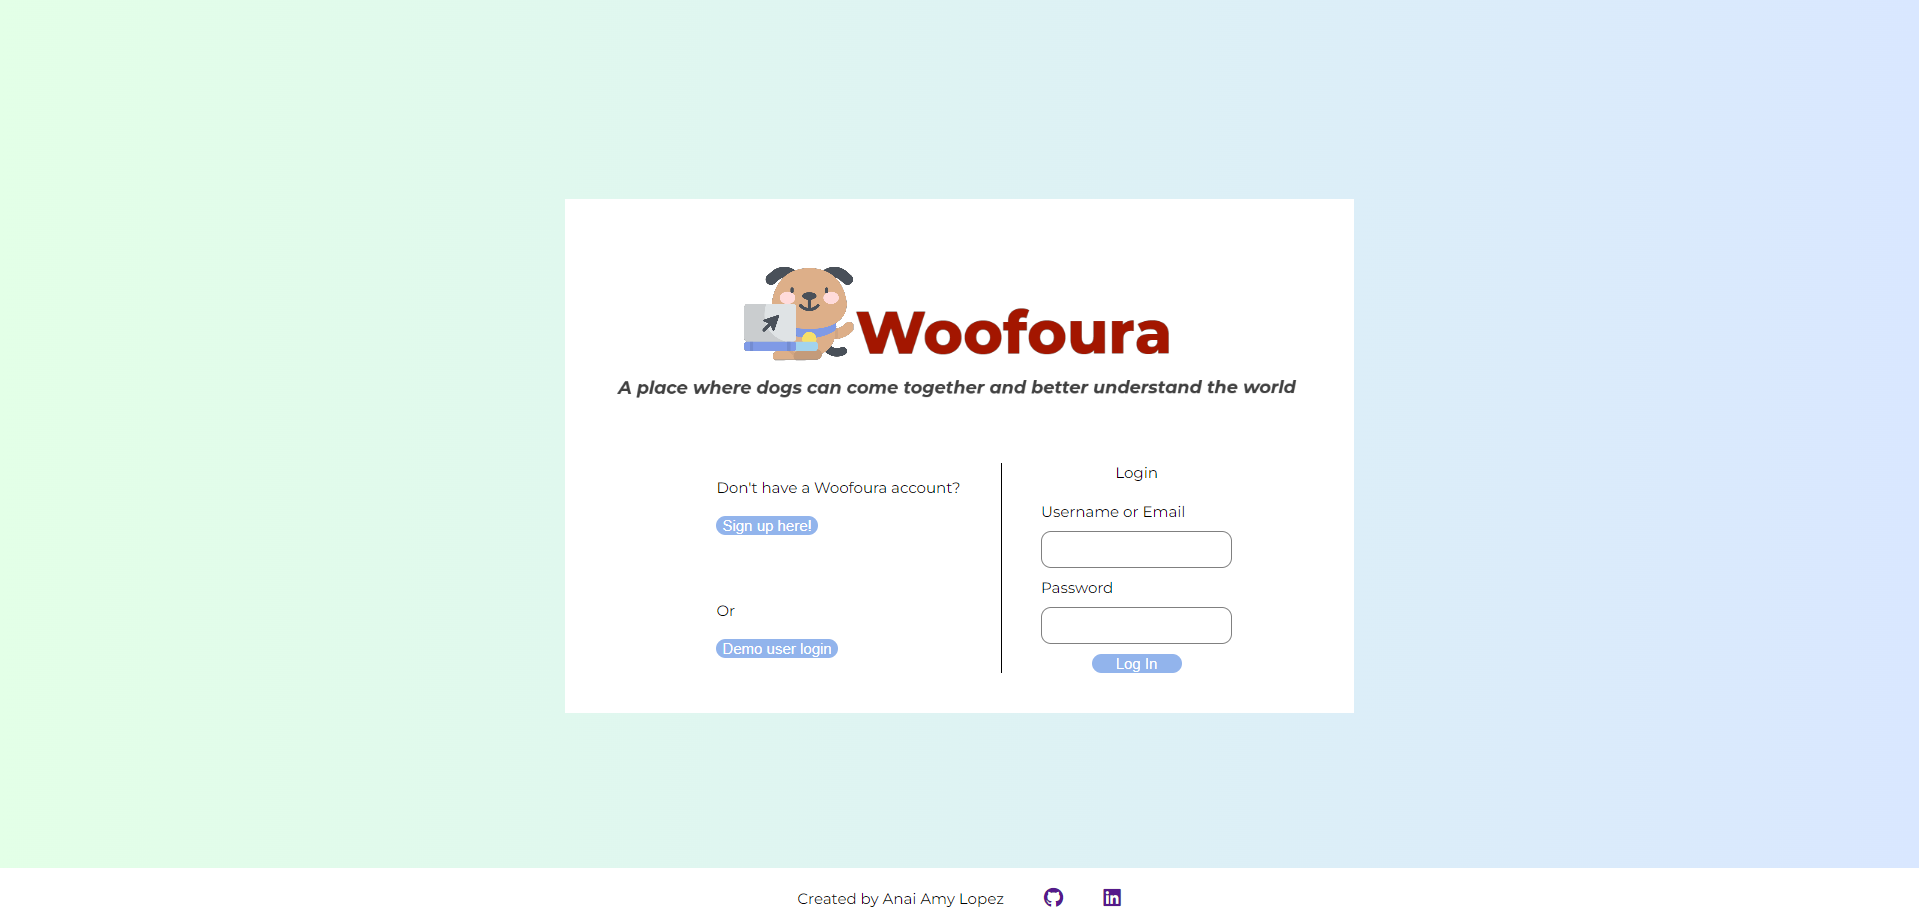 Woofoura
A place where dogs can come together and better understand the world
Don't have a Woofoura account?
Sign up here!
Or
Demo user login
Login
Username or Email
Password
Log In
Created by Anai Amy Lopez
in